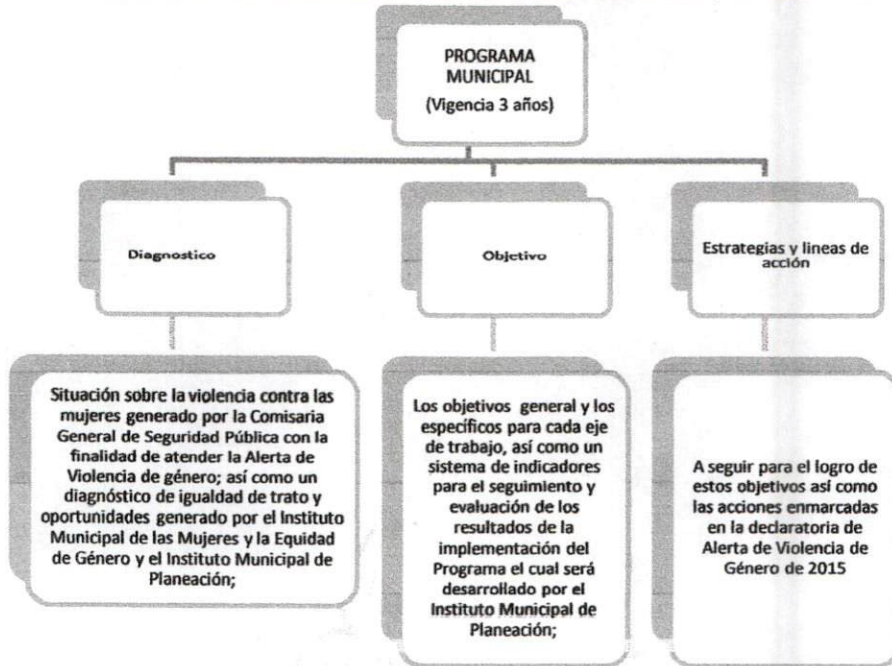 PROGRAMA
MUNICIPAL
(Vigencia 3 años)
Diagnostico
Objetivo
Estrategias y lineas de
acción
Situación sobre la violencia contra las
mujeres generado por la Comisaria
General de Seguridad Pública con la
finalidad de atender la Alerta de
Violencia de género; así como un
diagnóstico de igualdad de trato y
oportunidades generado por el Instituto
Municipal de las Mujeres y la Equidad
de Género y el Instituto Municipal de
Planeación;
Los objetivos general y los
específicos para cada eje
de trabajo, así como un
sistema de indicadores
para el seguimiento y
evaluación de los
resultados de la
implementación del
Programa el cual será
desarrollado por el
Instituto Municipal de
Planeación;
A seguir para el logro de
estos objetivos así como
las acciones enmarcadas
en la declaratoria de
Alerta de Violencia de
Género de 2015